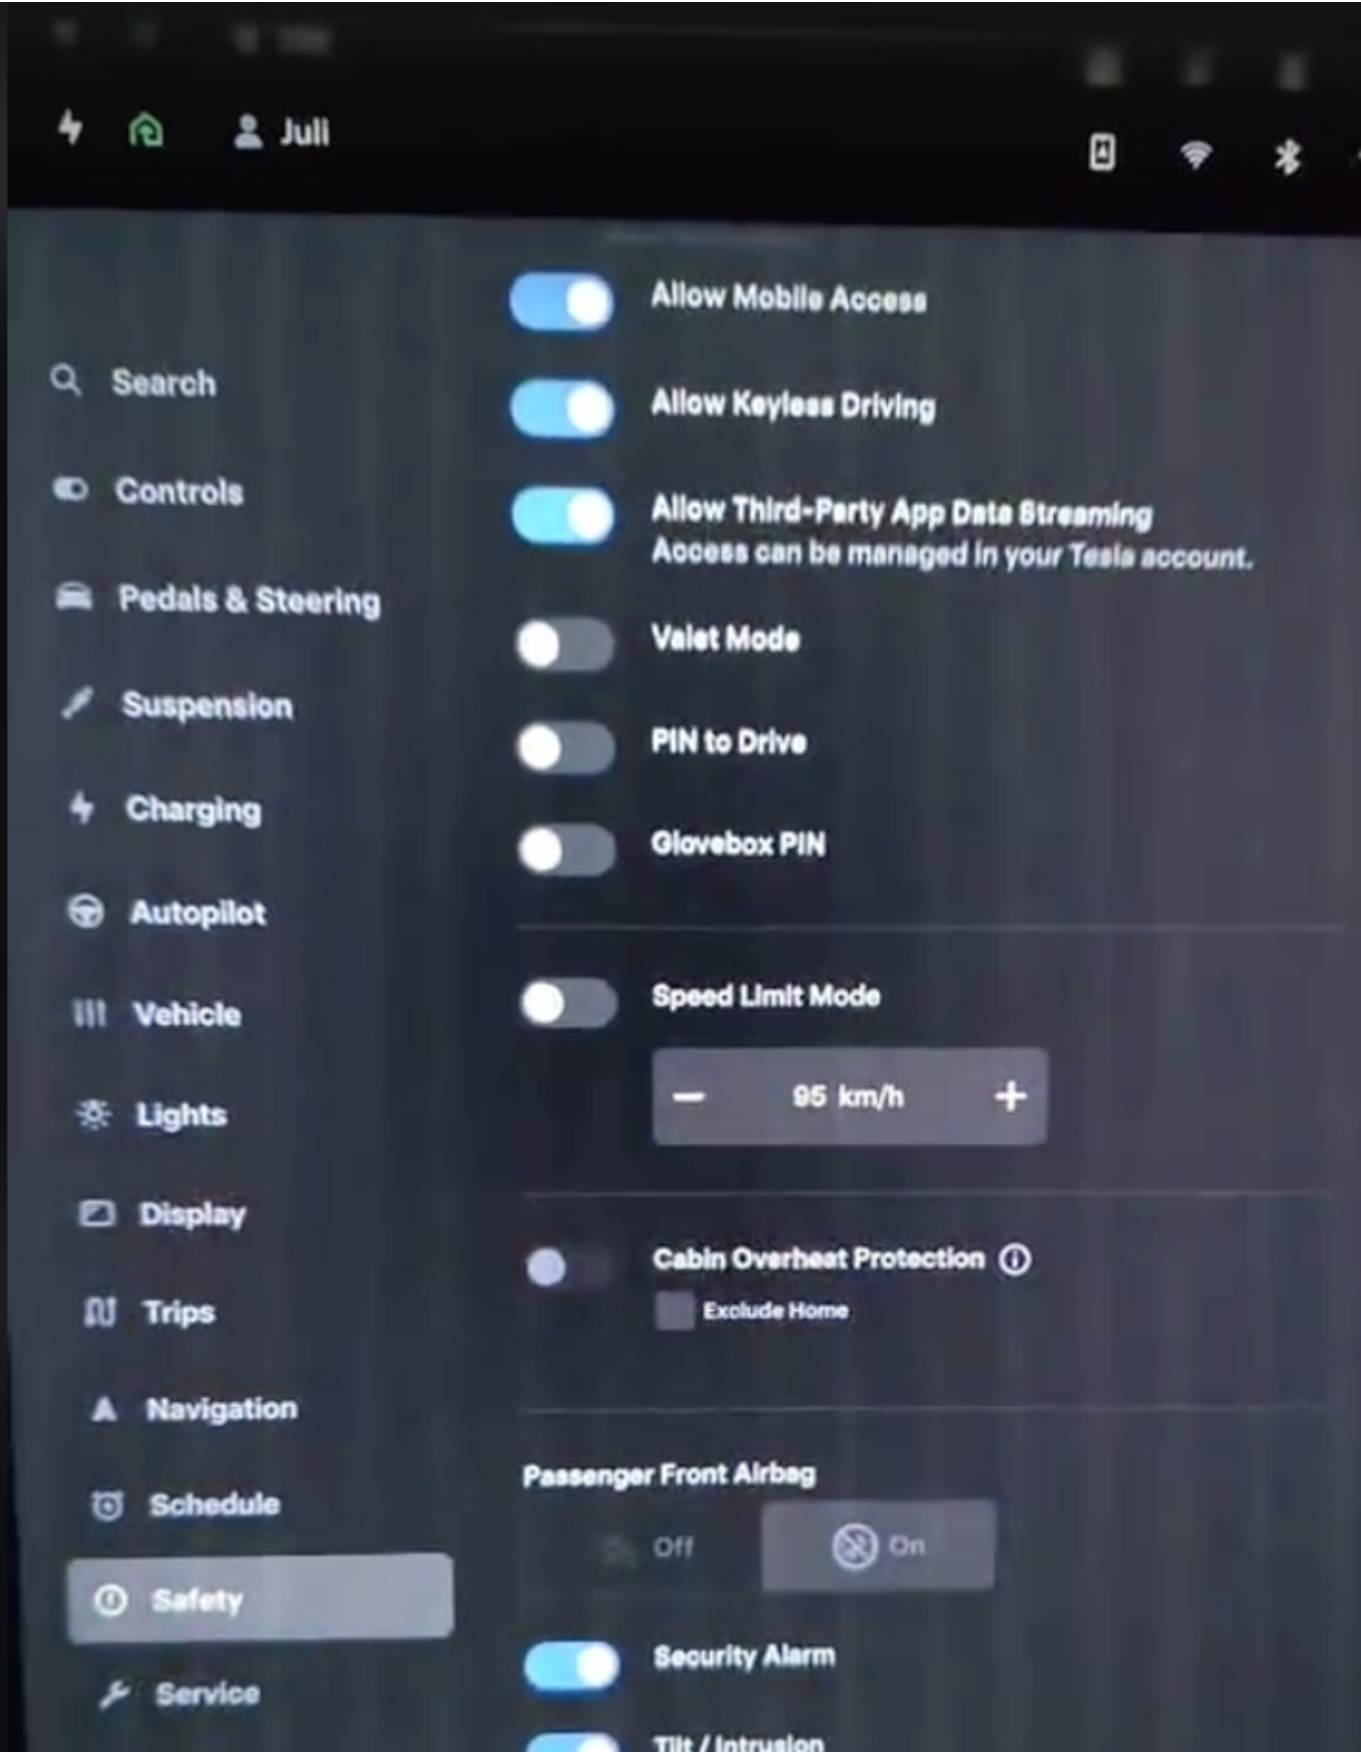 Juli
Search
Controls
Pedals & Steering
Suspension
Charging
Autopilot
Vehicle
Lights
Display
Trips
Navigation
Schedule
Safety
Service
Allow Mobile Access
Allow Keyless Driving
Allow Third-Party App Data Streaming
Access can be managed in your Tesla account.
Valet Mode
PIN to Drive
Glovebox PIN
Speed Limit Mode
− 95 km/h +
Cabin Overheat Protection
Exclude Home
Passenger Front Airbag
Off On
Security Alarm
Tilt / Intrusion